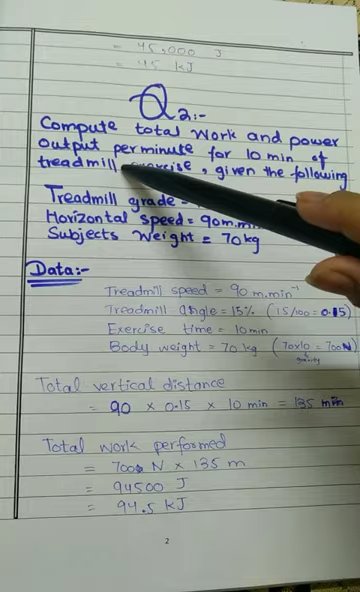 = 45,000 J
= 45 kJ
Q2:-
Compute total work and power
output per minute for 10 min of
treadmill exercise, given the following
Treadmill grade =
Horizontal speed = 90m.m
Subjects Weight = 70kg
Data:-
Treadmill speed = 90 m.min⁻¹
Treadmill angle = 15% (15/100 = 0.15)
Exercise time = 10min
Body weight = 70 kg (70x10 = 700N)
gravity
Total vertical distance
= 90 x 0.15 x 10 min = 135 min
Total work performed
= 700 N x 135 m
= 94500 J
= 94.5 kJ
2